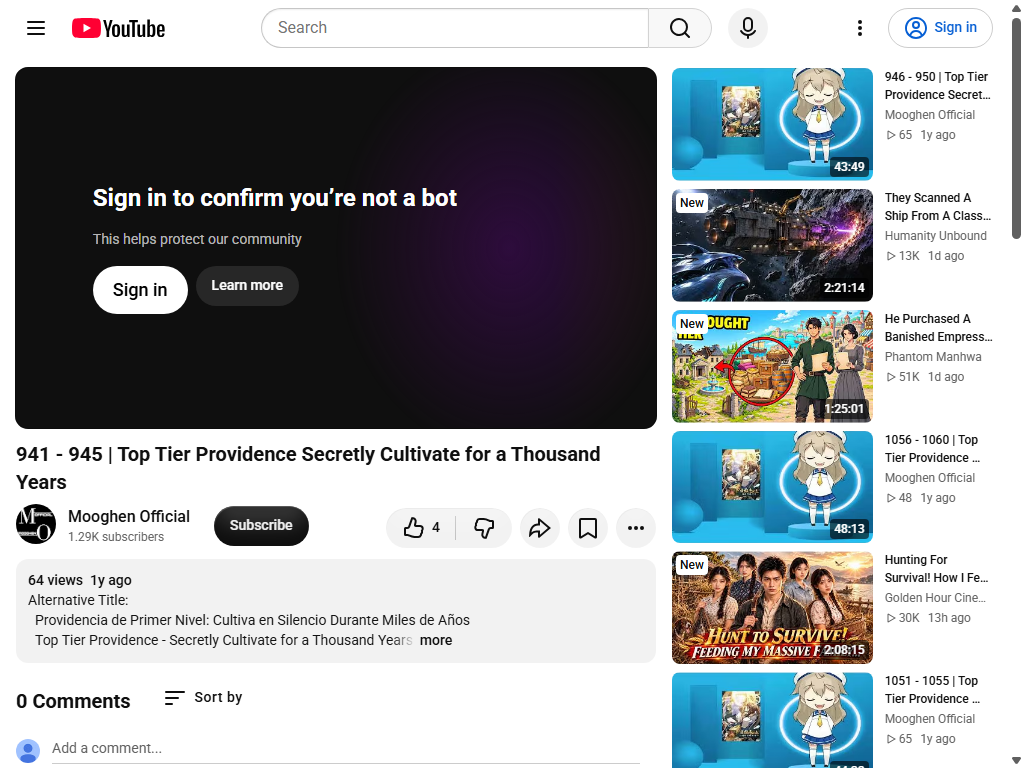 YouTube
Search
Sign in
Sign in to confirm you’re not a bot
This helps protect our community
Sign in
Learn more
941 - 945 | Top Tier Providence Secretly Cultivate for a Thousand
Years
Mooghen Official
1.29K subscribers
Subscribe
4
64 views 1y ago
Alternative Title:
Providencia de Primer Nivel: Cultiva en Silencio Durante Miles de Años
Top Tier Providence - Secretly Cultivate for a Thousand Years more
0 Comments
Sort by
Add a comment...
43:49
946 - 950 | Top Tier
Providence Secret...
Mooghen Official
65 1y ago
New
2:21:14
They Scanned A
Ship From A Class...
Humanity Unbound
13K 1d ago
New
1:25:01
He Purchased A
Banished Empress...
Phantom Manhwa
51K 1d ago
48:13
1056 - 1060 | Top
Tier Providence ...
Mooghen Official
48 1y ago
New
HUNT TO SURVIVE!
FEEDING MY MASSIVE
2:08:15
Hunting For
Survival! How I Fe...
Golden Hour Cine...
30K 13h ago
1051 - 1055 | Top
Tier Providence ...
Mooghen Official
65 1y ago